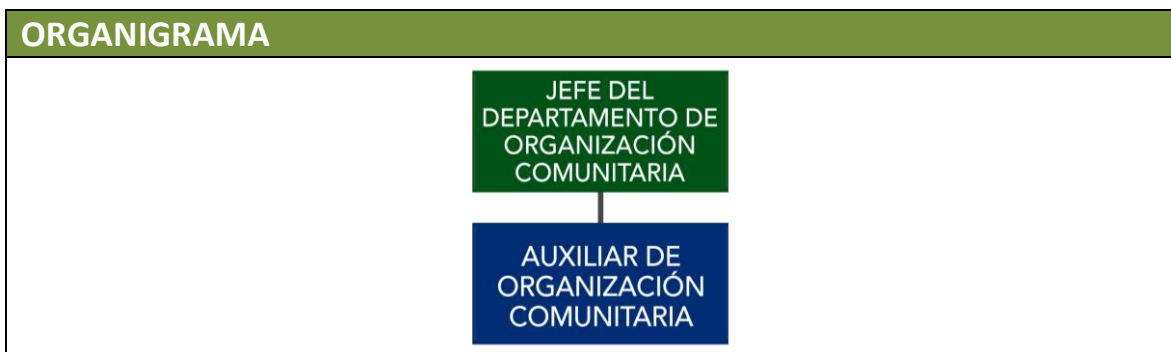 ORGANIGRAMA
JEFE DEL
DEPARTAMENTO DE
ORGANIZACIÓN
COMUNITARIA
AUXILIAR DE
ORGANIZACIÓN
COMUNITARIA